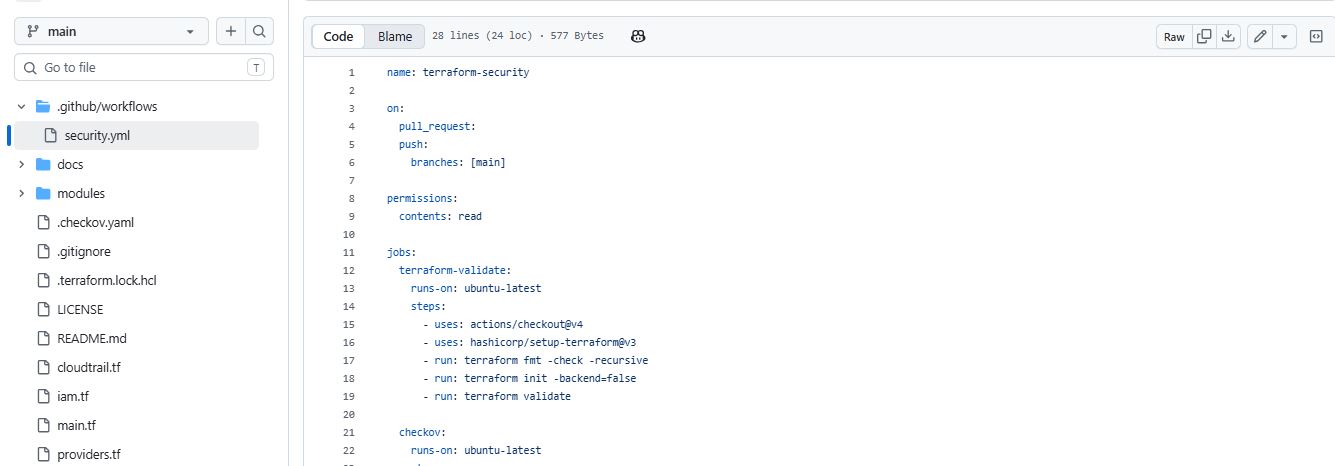 main
Go to file
T
.github/workflows
security.yml
docs
modules
.checkov.yaml
.gitignore
.terraform.lock.hcl
LICENSE
README.md
cloudtrail.tf
iam.tf
main.tf
providers.tf
Code Blame 28 lines (24 loc) · 577 Bytes Raw
1 name: terraform-security
2
3 on:
4   pull_request:
5   push:
6     branches: [main]
7
8 permissions:
9   contents: read
10
11 jobs:
12   terraform-validate:
13     runs-on: ubuntu-latest
14     steps:
15       - uses: actions/checkout@v4
16       - uses: hashicorp/setup-terraform@v3
17       - run: terraform fmt -check -recursive
18       - run: terraform init -backend=false
19       - run: terraform validate
20
21   checkov:
22     runs-on: ubuntu-latest